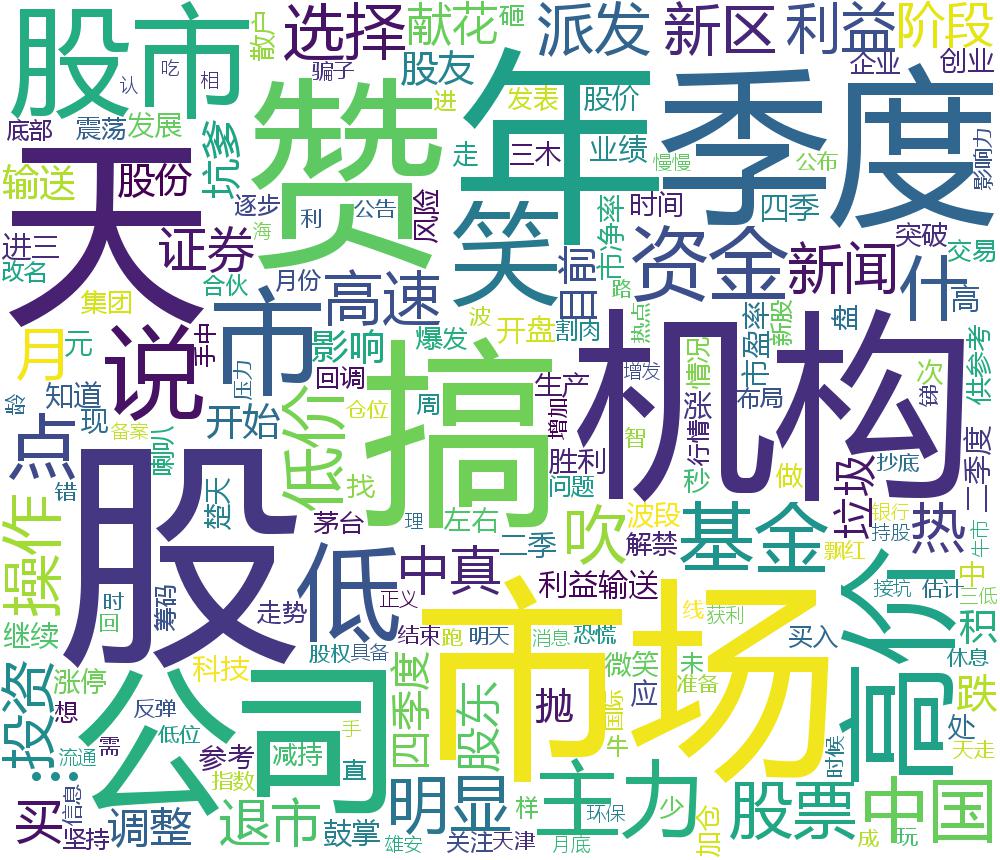 股市
散户
选择
献花
砸
派发
新区
利益
阶段
认
吃
相
骗子
股友
企业
创业
底部
震荡
发展
坑爹
赞
进
发表
股价
年
季度
影响力
天
股份
走
三木
业绩
慢慢
公布
输送
逐步
利
公告
风险
笑
市净率
时间
四季
进三
证券
海
资金
新闻
突破
交易
改名
合伙
月份
高速
目前
路
什
高
集团
市
波
开盘
割肉
热点
市盈率
新股
盘
月
元
说
手中
影响
爆发
压力
回调
搞
生产
增发
机构
情况
布局
次
锑
供参考
龄
知道
现
备案
开始
低价
仓位
周
增加
智
行情涨
点
喇叭
胜利
秒
做
抄底
二季度
错
楚天
找
问题
垃圾
股
茅台
理
左右
吹
波段
基金
银行
持股
热
牛市
操作
低
中真
二季
解禁
飘红
时
回
筹码
走势
正义
利益输送
高价
接坑
估计
中
三低
继续
结束
跑
明天
消息
恐慌
市场
线
获利
买入
积
休息
投资
涨停
科技
股权
具备
四季度
股东
微笑
未
准备
跌
想
公司
反弹
抛
应
国际
牛
处
天走
流通
需
低位
参考
指数
减持
手
直
时候
买
信息
坚持
调整
退市
鼓掌
明显
雄安
样
主力
环保
少
加仓
股票
中国
关注
天津
月底
成
玩